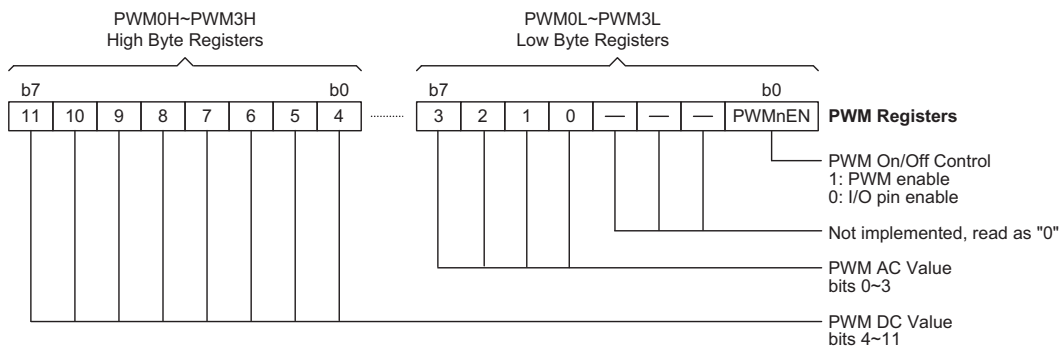 PWM0H~PWM3H
High Byte Registers
PWM0L~PWM3L
Low Byte Registers
b7 b0 b7 b0
11 10 9 8 7 6 5 4 3 2 1 0 — — — PWMnEN PWM Registers
PWM On/Off Control
1: PWM enable
0: I/O pin enable
Not implemented, read as "0"
PWM AC Value
bits 0~3
PWM DC Value
bits 4~11